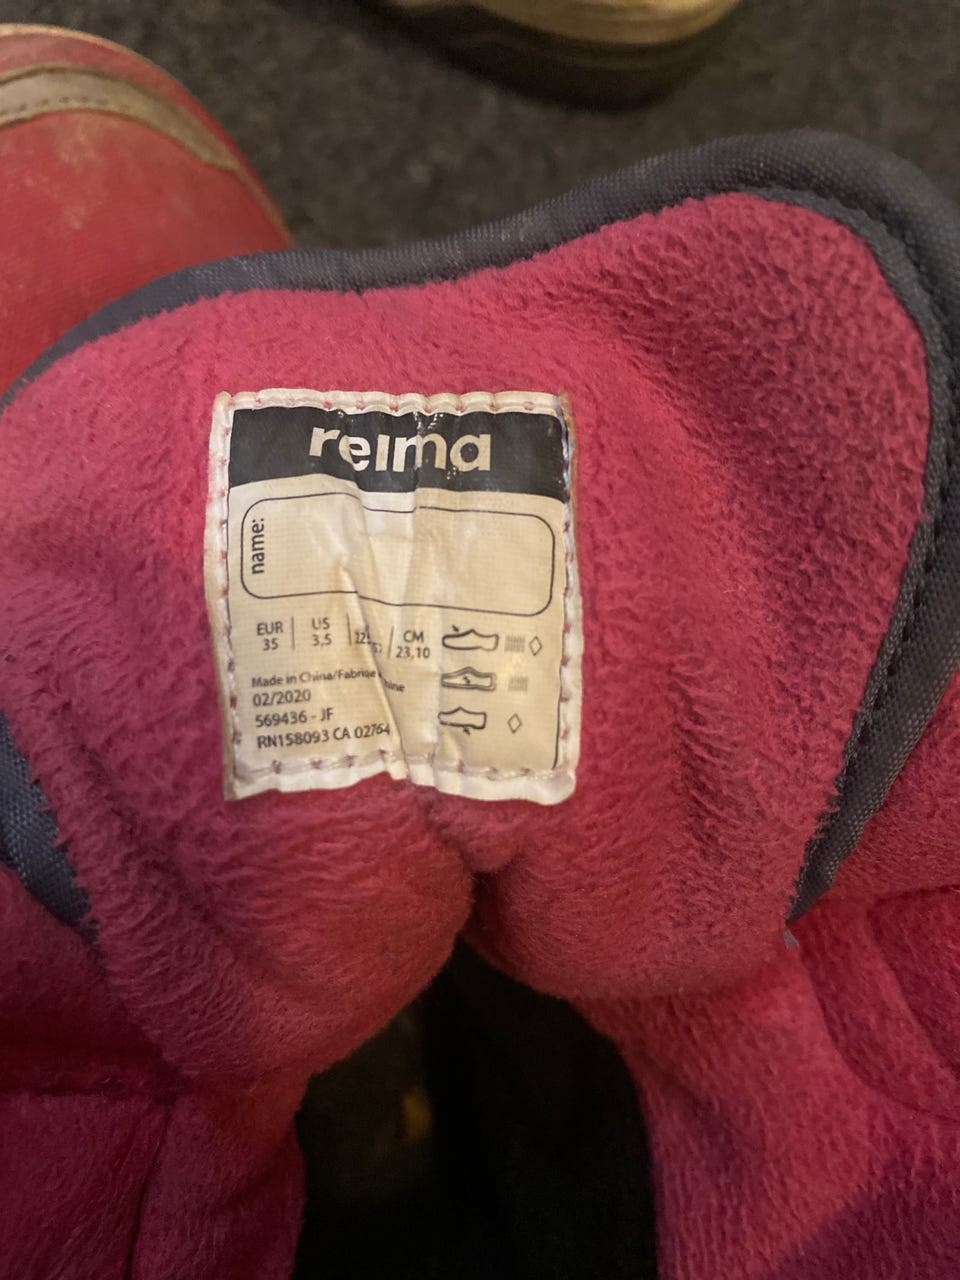 reima
name:
EUR 35 | US 3,5 | CM 23,10
Made in China/Fabriqué
02/2020
569436 - JF
RN158093 CA 02764